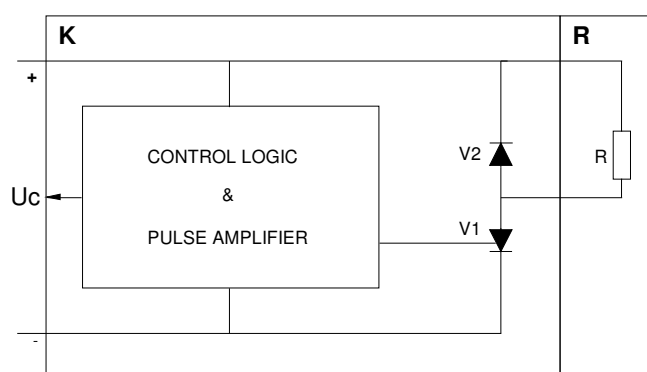 K
R
+
CONTROL LOGIC
&
PULSE AMPLIFIER
Uc
V2
V1
R
-